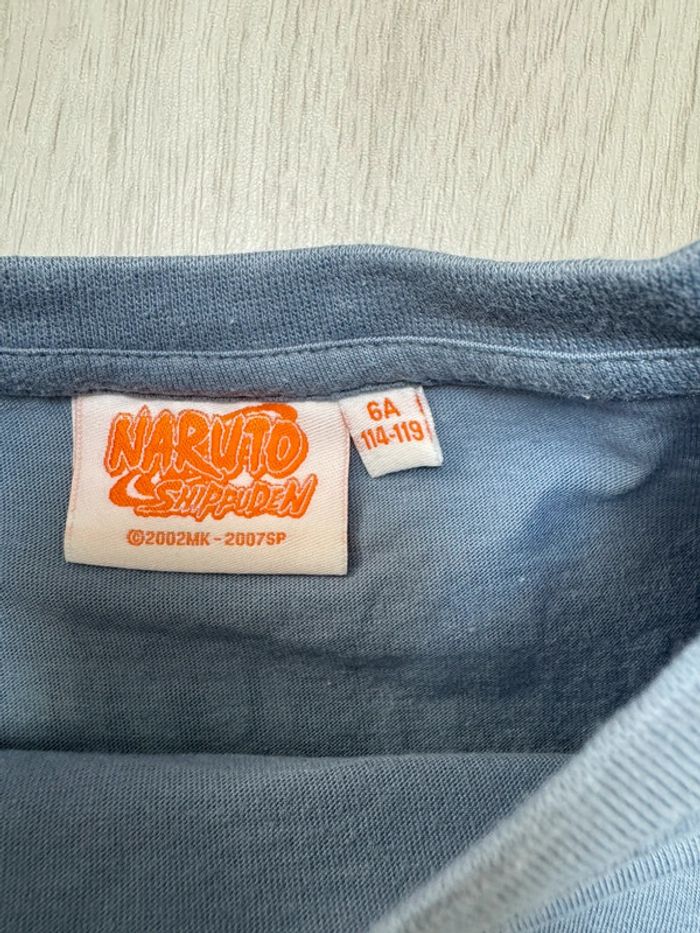 NARUTO
SHIPPUDEN
©2002MK - 2007SP
6A
114-119